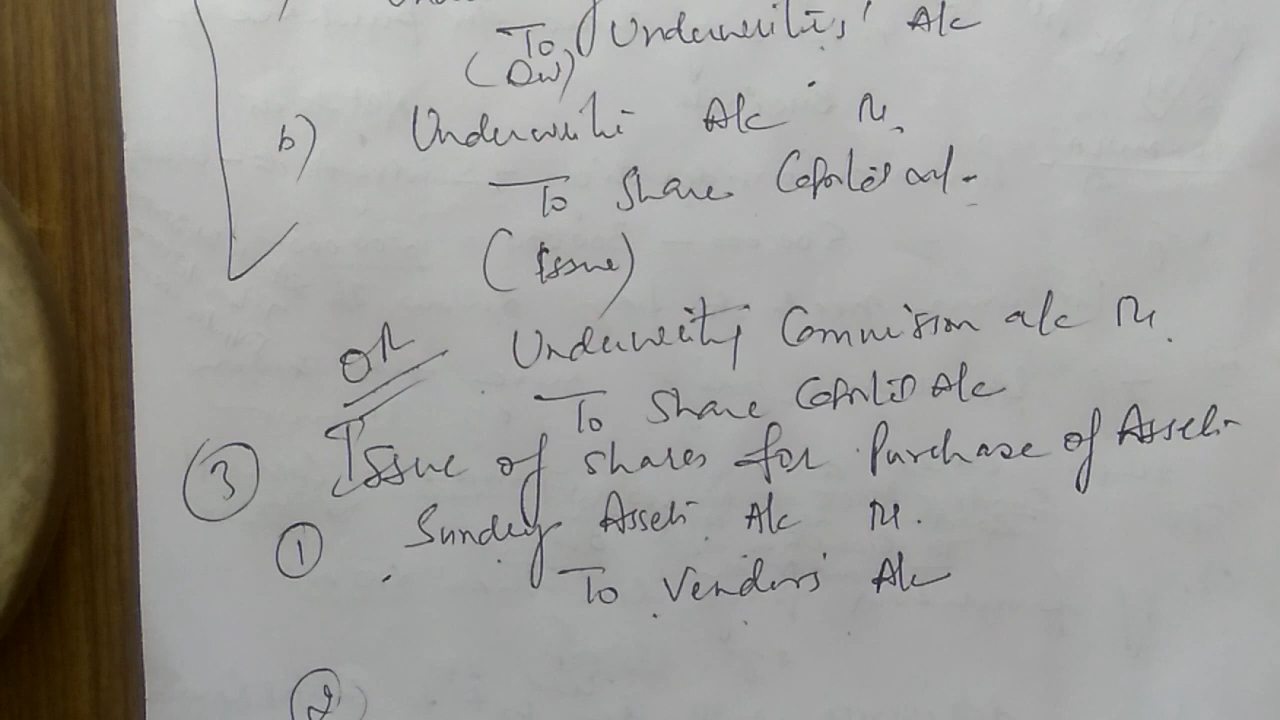 To Underwriters' A/c
(Due)
b) Underwriter A/c Dr.
To Share Capital a/c.
(Issue)
OR Underwriting Commission a/c Dr.
To Share Capital A/c
③ Issue of shares for Purchase of Assets
① Sundry Assets A/c Dr.
To Vendors' A/c
②